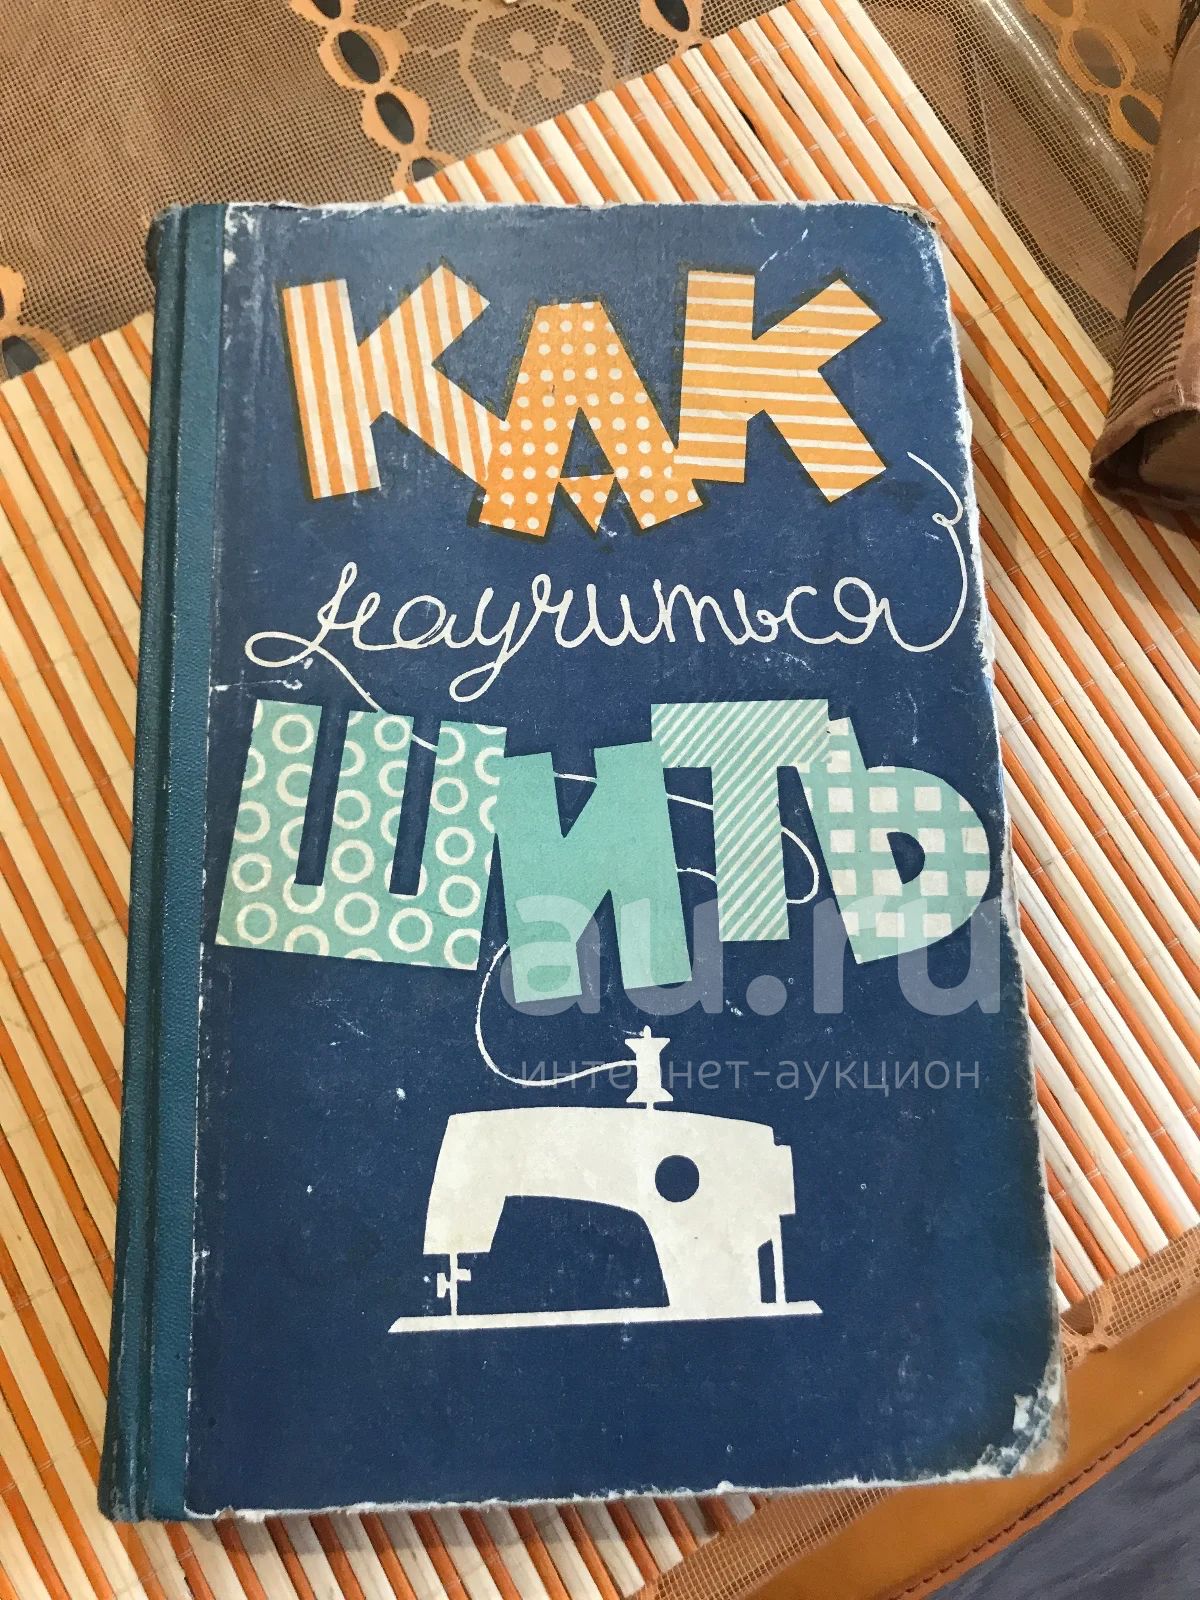 КАК
научиться
ШИТЬ
au.ru
интернет-аукцион